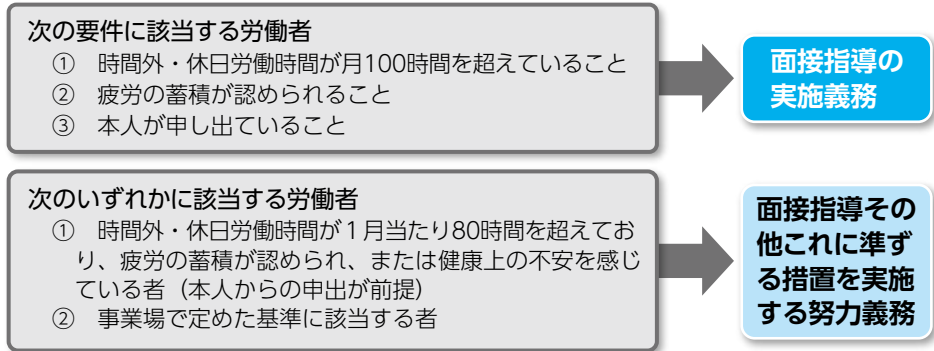 次の要件に該当する労働者
① 時間外・休日労働時間が月100時間を超えていること
② 疲労の蓄積が認められること
③ 本人が申し出ていること
面接指導の
実施義務
次のいずれかに該当する労働者
① 時間外・休日労働時間が1月当たり80時間を超えてお
り、疲労の蓄積が認められ、または健康上の不安を感じ
ている者（本人からの申出が前提）
② 事業場で定めた基準に該当する者
面接指導その
他これに準ず
る措置を実施
する努力義務